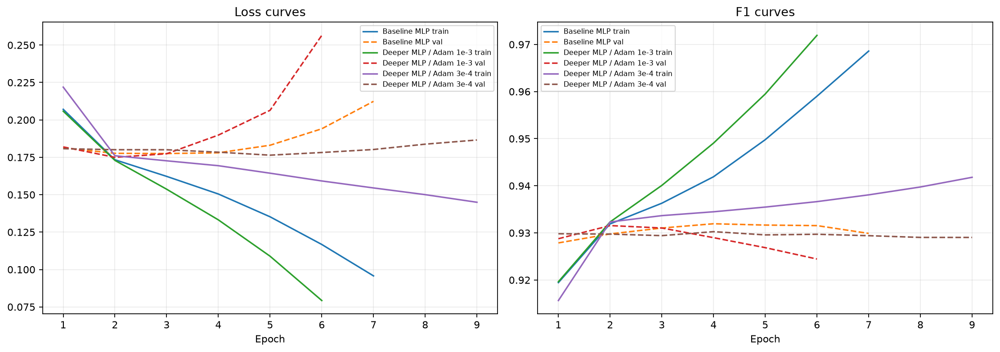 Loss curves
0.250
0.225
0.200
0.175
0.150
0.125
0.100
0.075
Baseline MLP train
Baseline MLP val
Deeper MLP / Adam 1e-3 train
Deeper MLP / Adam 1e-3 val
Deeper MLP / Adam 3e-4 train
Deeper MLP / Adam 3e-4 val
1 2 3 4 5 6 7 8 9
Epoch
F1 curves
0.97
0.96
0.95
0.94
0.93
0.92
Baseline MLP train
Baseline MLP val
Deeper MLP / Adam 1e-3 train
Deeper MLP / Adam 1e-3 val
Deeper MLP / Adam 3e-4 train
Deeper MLP / Adam 3e-4 val
1 2 3 4 5 6 7 8 9
Epoch